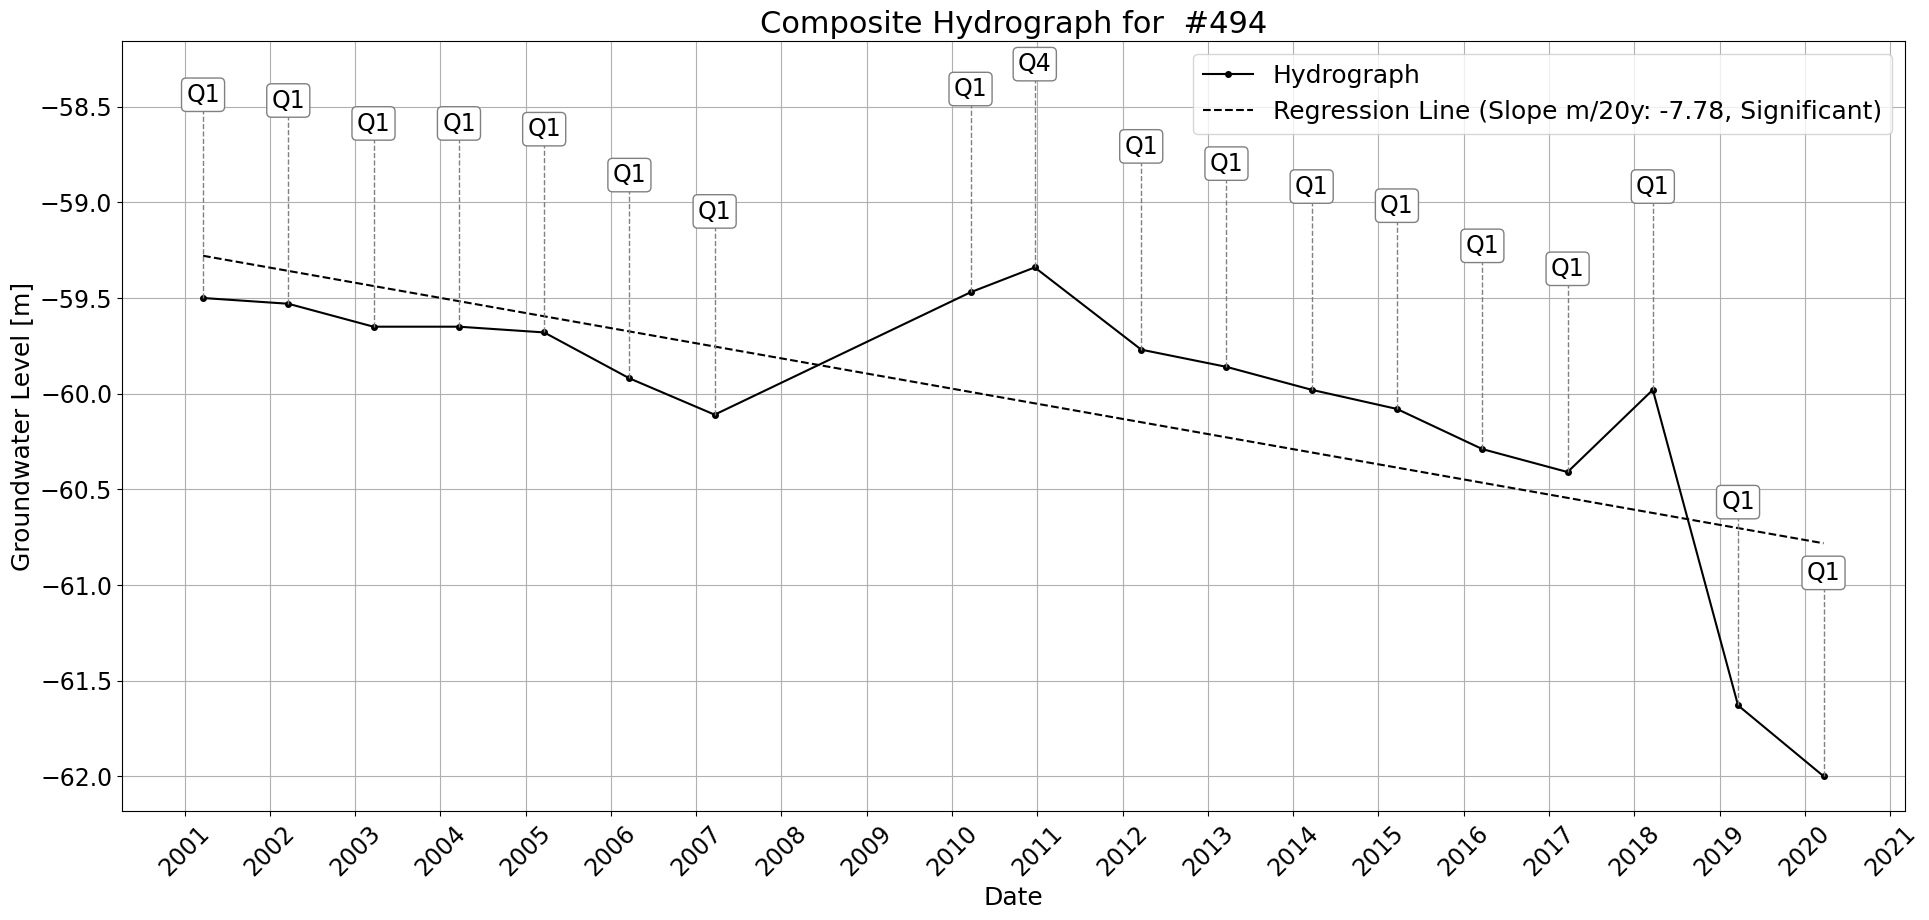 Composite Hydrograph for  #494
Hydrograph
Regression Line (Slope m/20y: -7.78, Significant)
Q1
Q1
Q1
Q1
Q1
Q1
Q1
Q1
Q4
Q1
Q1
Q1
Q1
Q1
Q1
Q1
Q1
Q1
Groundwater Level [m]
−58.5
−59.0
−59.5
−60.0
−60.5
−61.0
−61.5
−62.0
2001
2002
2003
2004
2005
2006
2007
2008
2009
2010
2011
2012
2013
2014
2015
2016
2017
2018
2019
2020
2021
Date